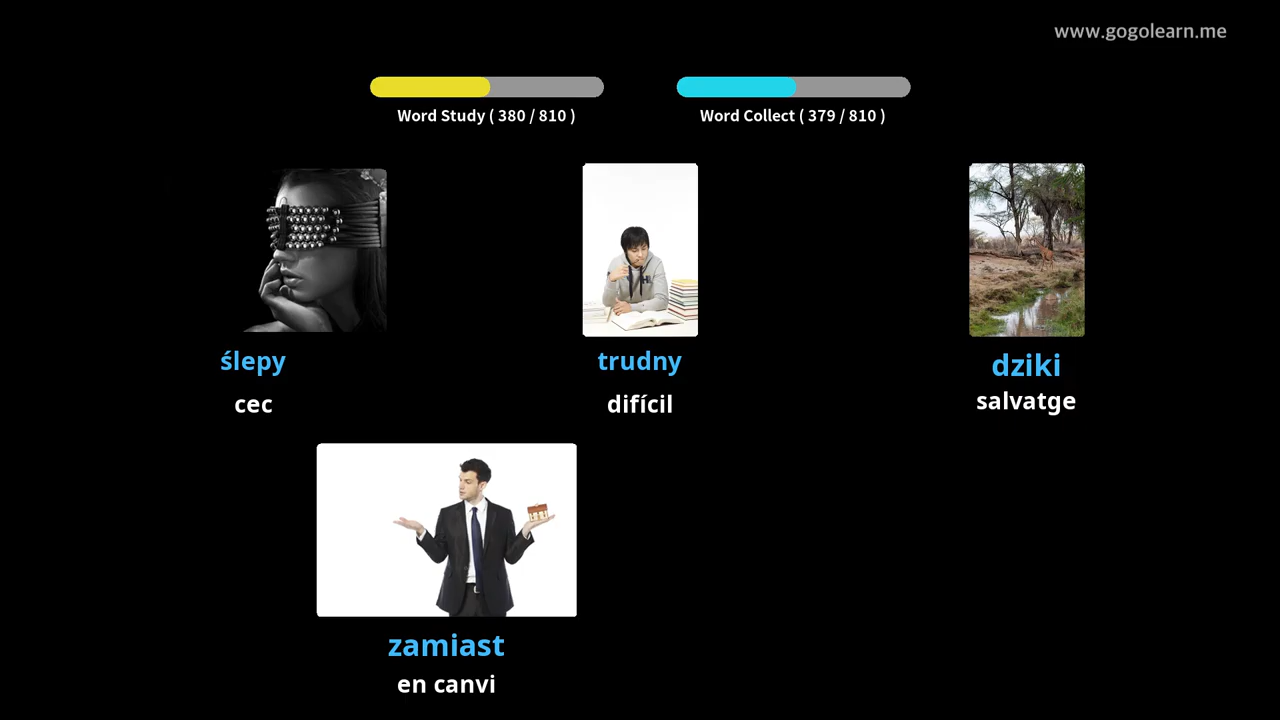 www.gogolearn.me
Word Study ( 380 / 810 )
Word Collect ( 379 / 810 )
ślepy
trudny
dziki
cec
difícil
salvatge
zamiast
en canvi